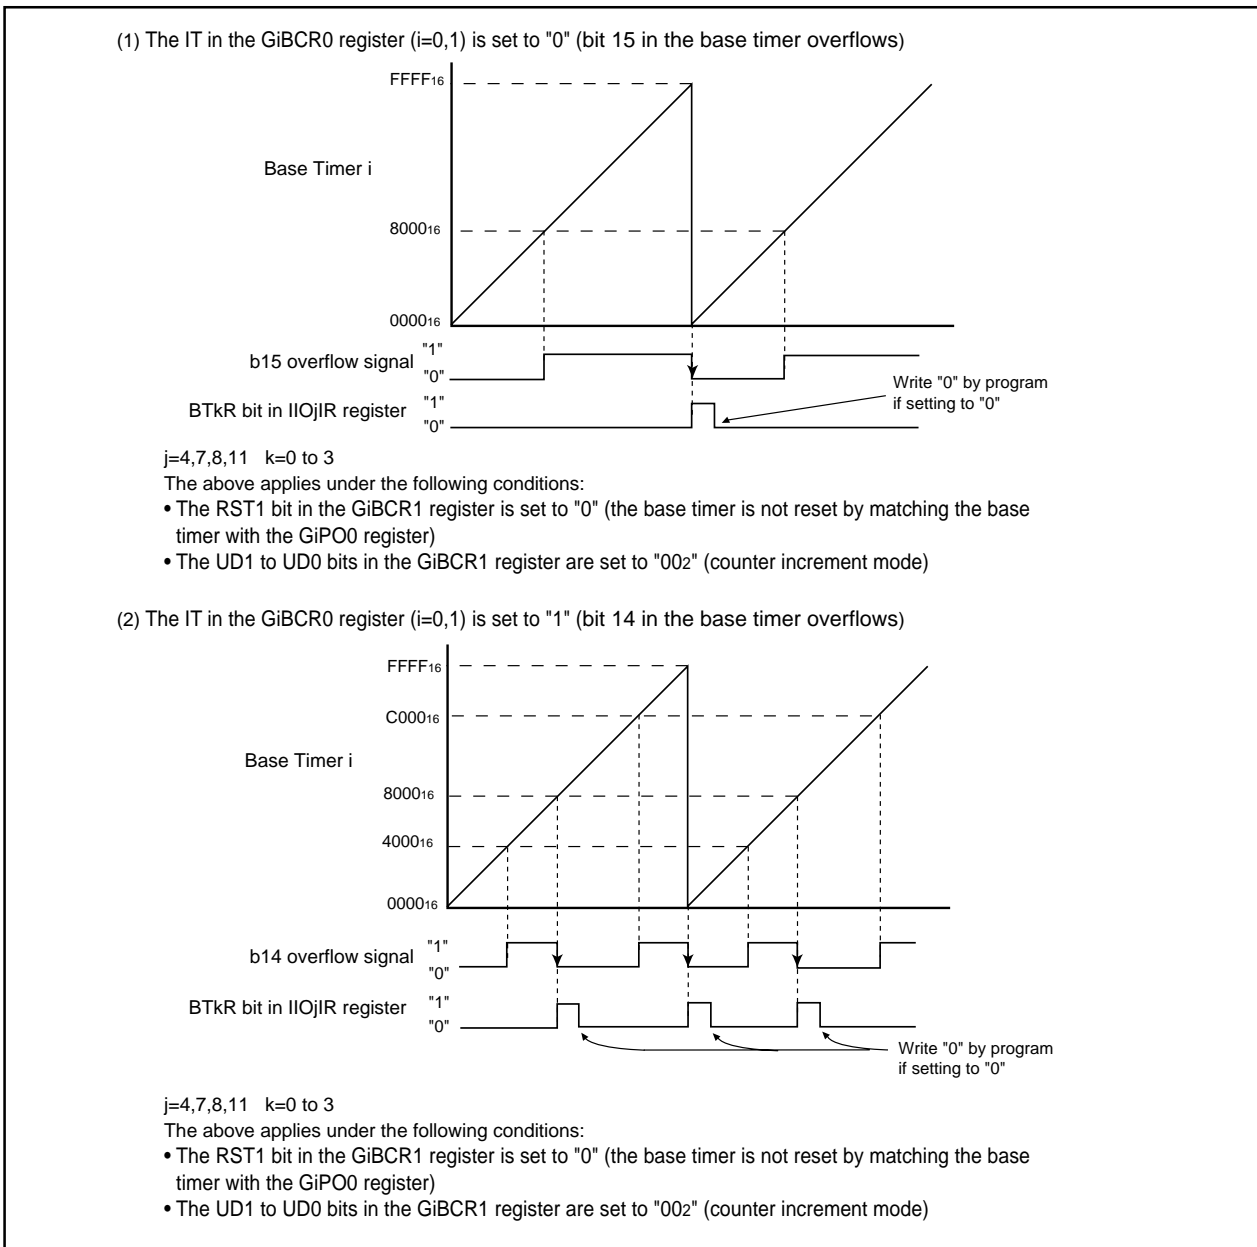 (1) The IT in the GiBCR0 register (i=0,1) is set to "0" (bit 15 in the base timer overflows)
FFFF16
Base Timer i
800016
000016
b15 overflow signal
"1"
"0"
Write "0" by program
if setting to "0"
BTkR bit in IIOjIR register
"1"
"0"
j=4,7,8,11 k=0 to 3
The above applies under the following conditions:
• The RST1 bit in the GiBCR1 register is set to "0" (the base timer is not reset by matching the base
timer with the GiPO0 register)
• The UD1 to UD0 bits in the GiBCR1 register are set to "002" (counter increment mode)
(2) The IT in the GiBCR0 register (i=0,1) is set to "1" (bit 14 in the base timer overflows)
FFFF16
C00016
Base Timer i
800016
400016
000016
b14 overflow signal
"1"
"0"
BTkR bit in IIOjIR register
"1"
"0"
Write "0" by program
if setting to "0"
j=4,7,8,11 k=0 to 3
The above applies under the following conditions:
• The RST1 bit in the GiBCR1 register is set to "0" (the base timer is not reset by matching the base
timer with the GiPO0 register)
• The UD1 to UD0 bits in the GiBCR1 register are set to "002" (counter increment mode)